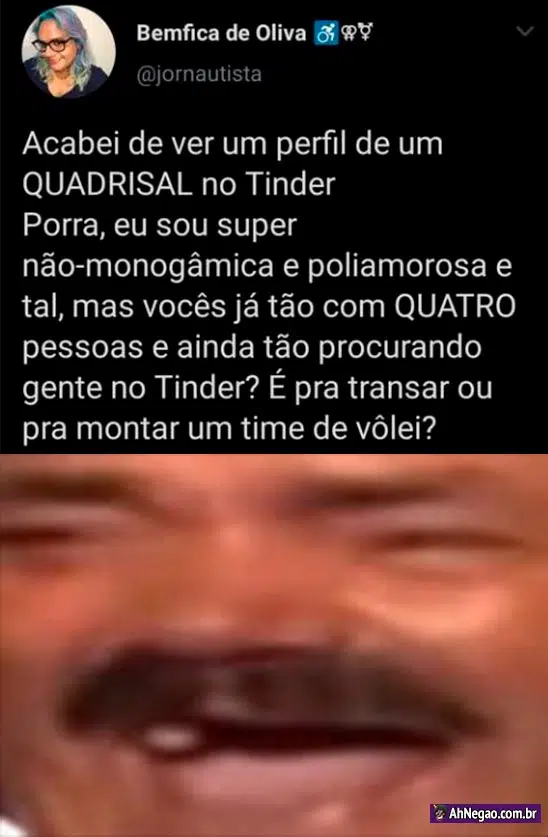 Bemfica de Oliva ♿⚢⚧
@jornautista
Acabei de ver um perfil de um
QUADRISAL no Tinder
Porra, eu sou super
não-monogâmica e poliamorosa e
tal, mas vocês já tão com QUATRO
pessoas e ainda tão procurando
gente no Tinder? É pra transar ou
pra montar um time de vôlei?
AhNegao.com.br